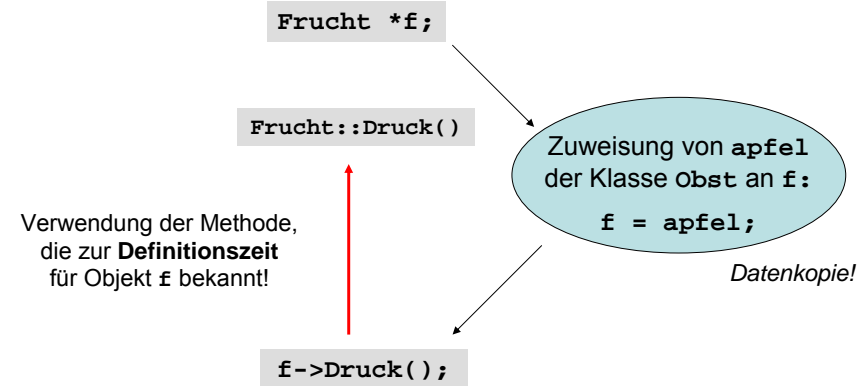 Frucht *f;
Frucht::Druck()
Zuweisung von apfel
der Klasse Obst an f:
f = apfel;
Verwendung der Methode,
die zur Definitionszeit
für Objekt f bekannt!
Datenkopie!
f->Druck();